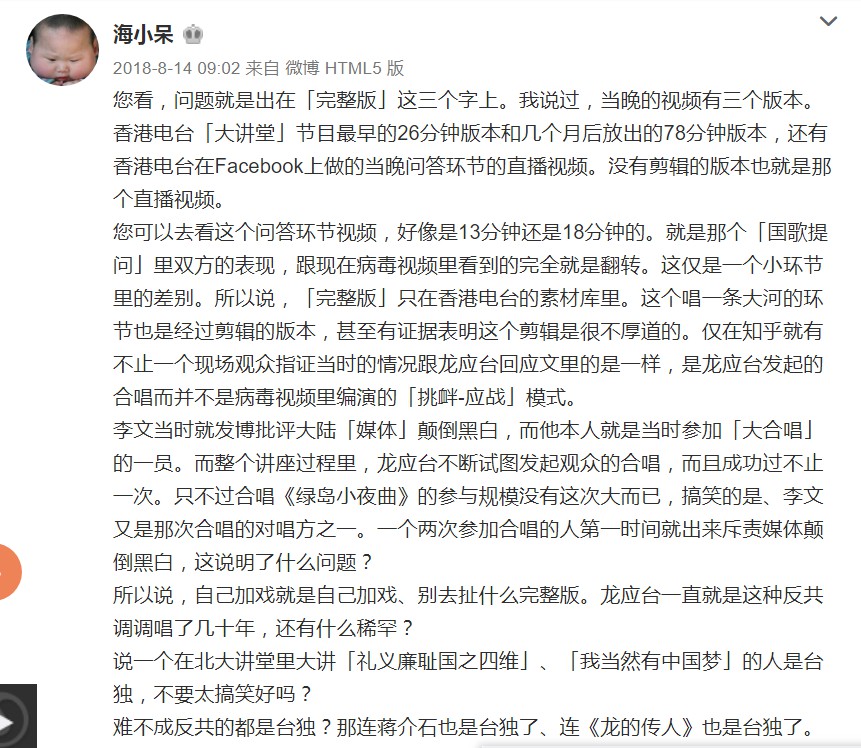 海小呆
2018-8-14 09:02 来自 微博 HTML5 版
您看，问题就是出在「完整版」这三个字上。我说过，当晚的视频有三个版本。
香港电台「大讲堂」节目最早的26分钟版本和几个月后放出的78分钟版本，还有
香港电台在Facebook上做的当晚问答环节的直播视频。没有剪辑的版本也就是那
个直播视频。
您可以去看这个问答环节视频，好像是13分钟还是18分钟的。就是那个「国歌提
问」里双方的表现，跟现在病毒视频里看到的完全就是翻转。这仅是一个小环节
里的差别。所以说，「完整版」只在香港电台的素材库里。这个唱一条大河的环
节也是经过剪辑的版本，甚至有证据表明这个剪辑是很不厚道的。仅在知乎就有
不止一个现场观众指证当时的情况跟龙应台回应文里的是一样，是龙应台发起的
合唱而并不是病毒视频里编演的「挑衅-应战」模式。
李文当时就发博批评大陆「媒体」颠倒黑白，而他本人就是当时参加「大合唱」
的一员。而整个讲座过程里，龙应台不断试图发起观众的合唱，而且成功过不止
一次。只不过合唱《绿岛小夜曲》的参与规模没有这次大而已，搞笑的是、李文
又是那次合唱的对唱方之一。一个两次参加合唱的人第一时间就出来斥责媒体颠
倒黑白，这说明了什么问题？
所以说，自己加戏就是自己加戏、别去扯什么完整版。龙应台一直就是这种反共
调调唱了几十年，还有什么稀罕？
说一个在北大讲堂里大讲「礼义廉耻国之四维」、「我当然有中国梦」的人是台
独，不要太搞笑好吗？
难不成反共的都是台独？那连蒋介石也是台独了、连《龙的传人》也是台独了。